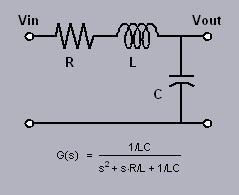 Vin Vout
R L
C
G(s) = 1/LC
s² + s·R/L + 1/LC